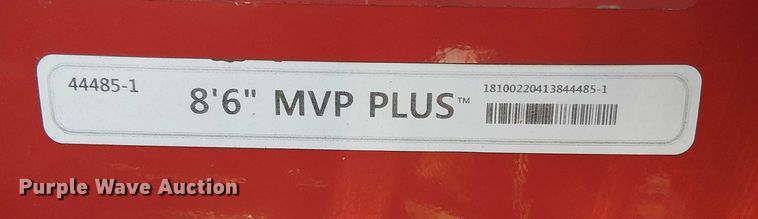 44485-1
8'6" MVP PLUS™
18100220413844485-1
Purple Wave Auction